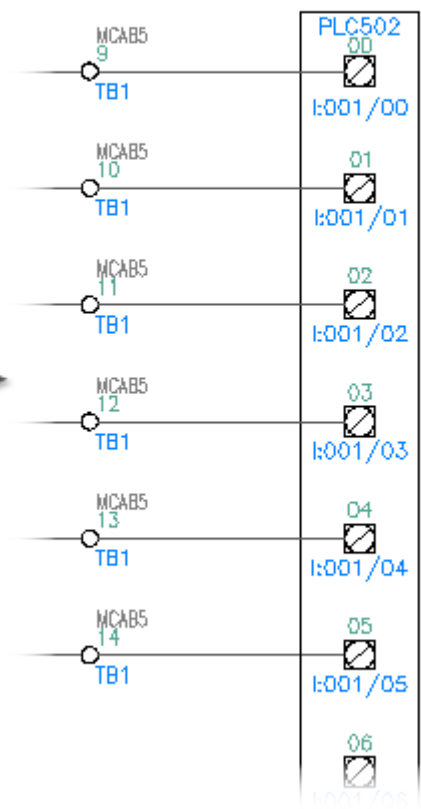 PLC502
MCAB5
9
00
TB1
I:001/00
MCAB5
10
01
TB1
I:001/01
MCAB5
11
02
TB1
I:001/02
MCAB5
12
03
TB1
I:001/03
MCAB5
13
04
TB1
I:001/04
MCAB5
14
05
TB1
I:001/05
06